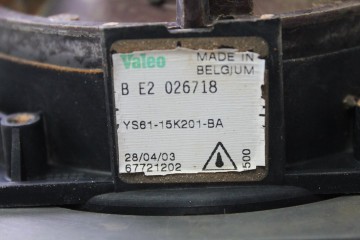 Valeo
MADE IN
BELGIUM
B E2 026718
YS61-15K201-BA
28/04/03
67721202
500